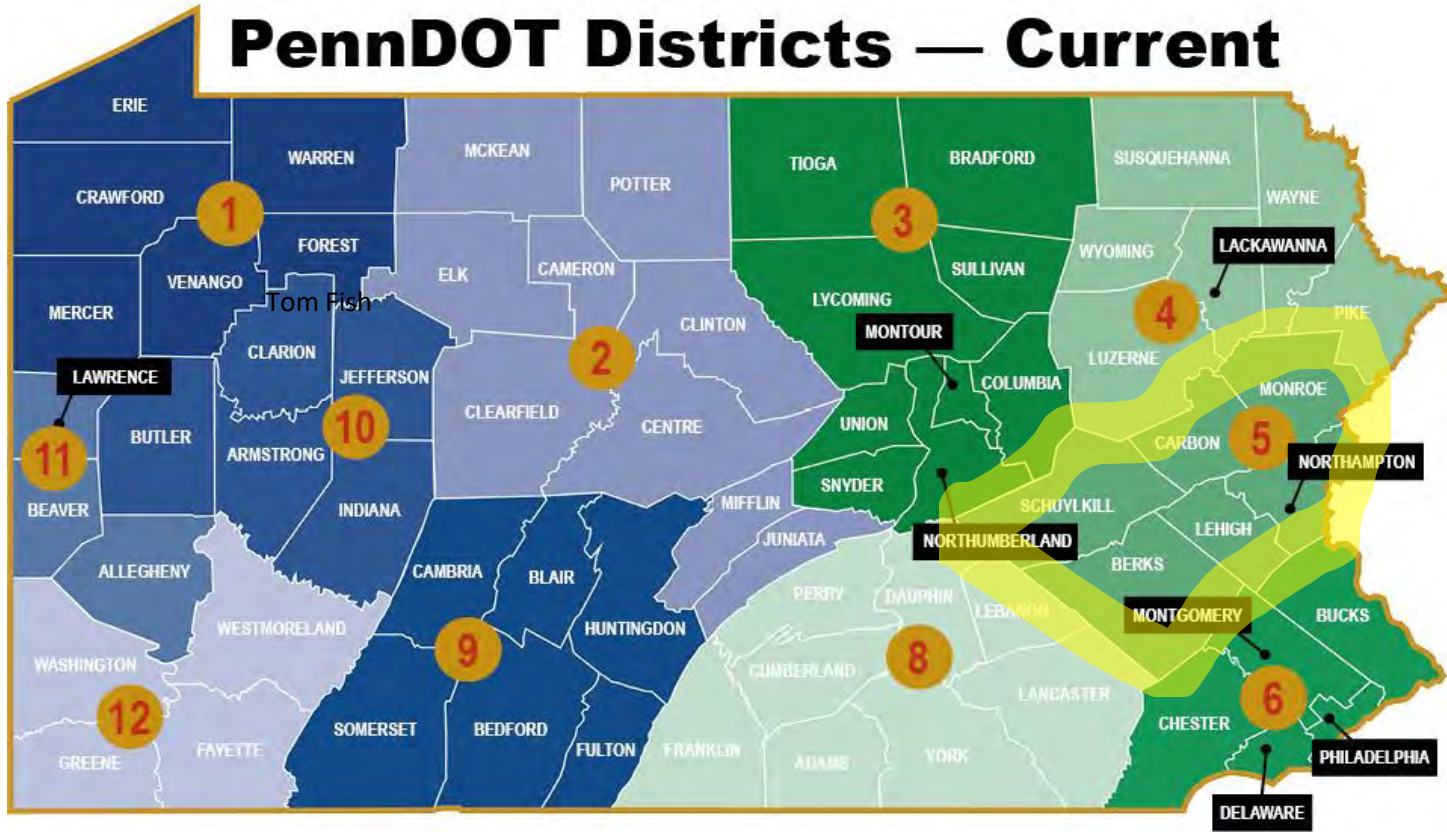 PennDOT Districts — Current
ERIE
WARREN
MCKEAN
POTTER
TIOGA
BRADFORD
SUSQUEHANNA
WAYNE
CRAWFORD
1
3
FOREST
VENANGO
ELK
CAMERON
SULLIVAN
WYOMING
LACKAWANNA
MERCER
Tom Fish
LYCOMING
4
PIKE
CLINTON
MONTOUR
CLARION
2
LUZERNE
LAWRENCE
JEFFERSON
COLUMBIA
MONROE
CLEARFIELD
CENTRE
UNION
10
BUTLER
5
CARBON
11
ARMSTRONG
NORTHAMPTON
SNYDER
BEAVER
INDIANA
MIFFLIN
SCHUYLKILL
LEHIGH
JUNIATA
NORTHUMBERLAND
ALLEGHENY
CAMBRIA
BLAIR
BERKS
PERRY
DAUPHIN
LEBANON
WESTMORELAND
HUNTINGDON
MONTGOMERY
BUCKS
WASHINGTON
9
8
CUMBERLAND
LANCASTER
6
12
SOMERSET
BEDFORD
CHESTER
FULTON
FRANKLIN
FAYETTE
GREENE
ADAMS
YORK
PHILADELPHIA
DELAWARE